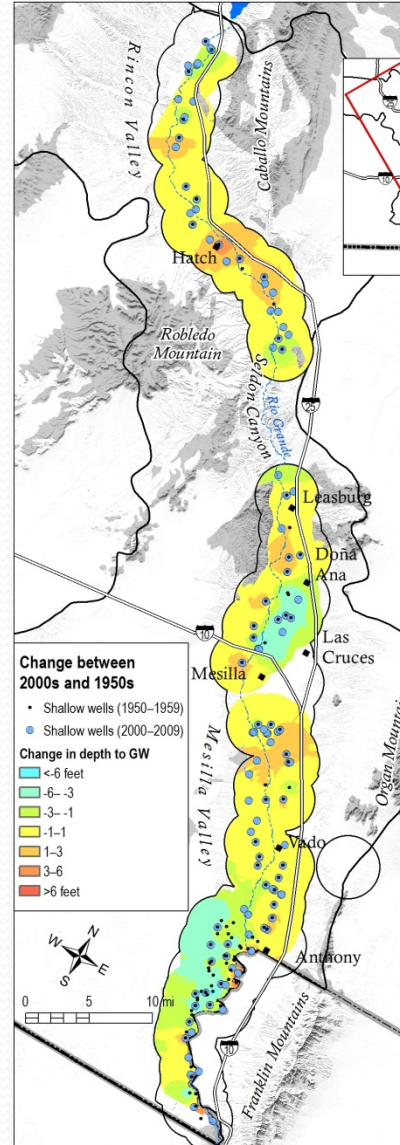 Rincon Valley
Caballo Mountains
25
10
Hatch
Robledo
Mountain
Seldon Canyon
Rio Grande
25
Leasburg
Doña
Ana
10
Las
Cruces
Mesilla
Change between
2000s and 1950s
Shallow wells (1950–1959)
Shallow wells (2000–2009)
Change in depth to GW
<-6 feet
-6– -3
-3– -1
-1–1
1–3
3–6
>6 feet
Mesilla Valley
Organ Mountai
Vado
N
W
E
S
Anthony
0 5 10 mi
10
Franklin Mountains